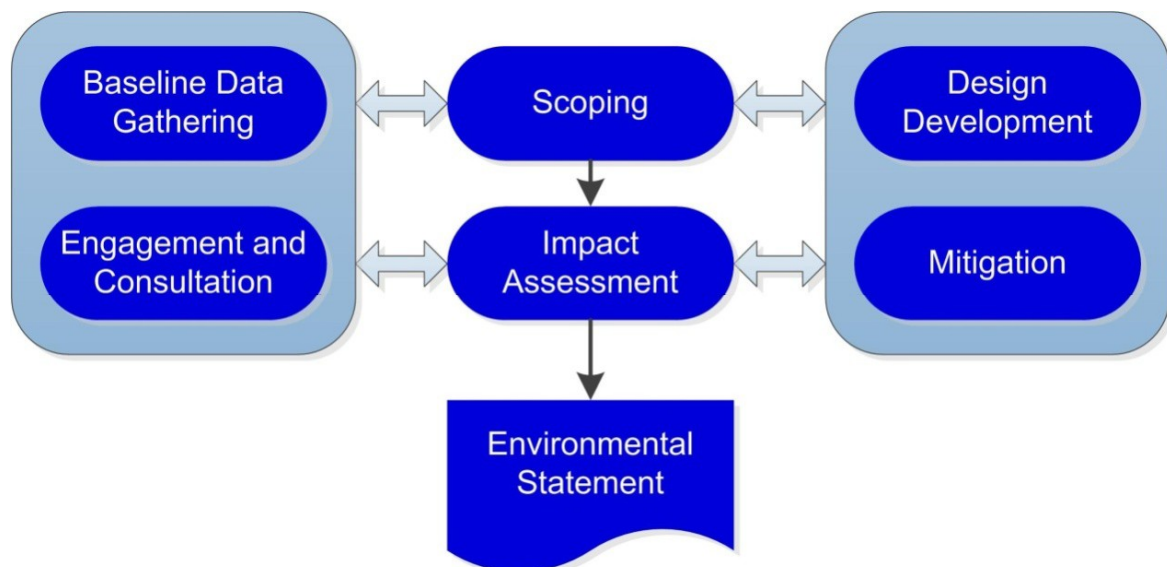 Baseline Data
Gathering
Scoping
Design
Development
Engagement and
Consultation
Impact
Assessment
Mitigation
Environmental
Statement